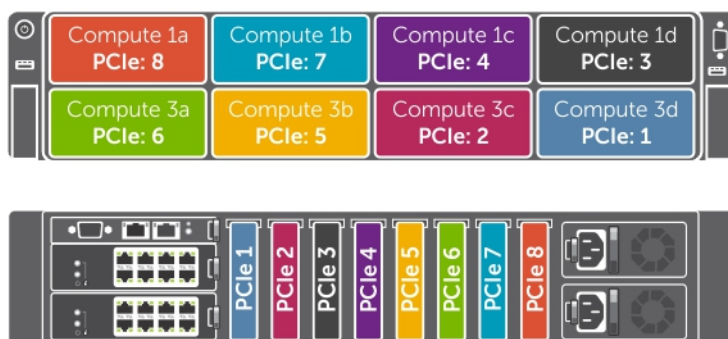 Compute 1a
PCIe: 8
Compute 1b
PCIe: 7
Compute 1c
PCIe: 4
Compute 1d
PCIe: 3
Compute 3a
PCIe: 6
Compute 3b
PCIe: 5
Compute 3c
PCIe: 2
Compute 3d
PCIe: 1
PCIe 1
PCIe 2
PCIe 3
PCIe 4
PCIe 5
PCIe 6
PCIe 7
PCIe 8